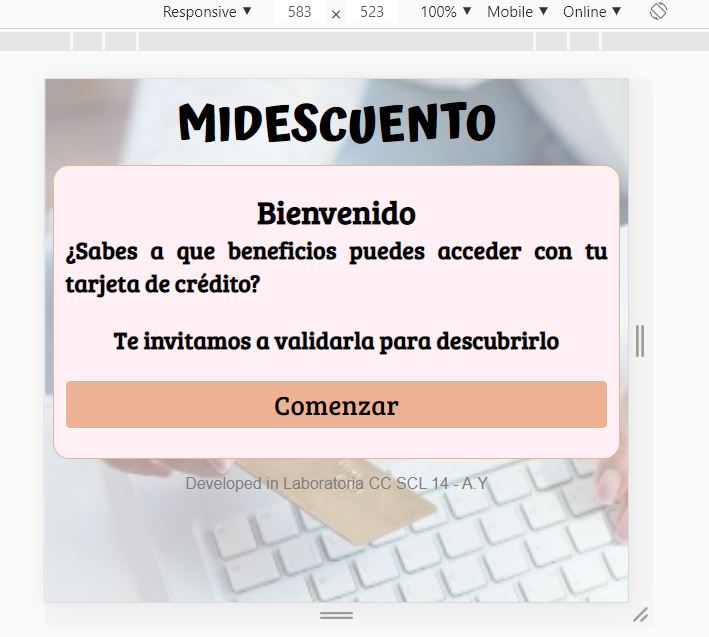 Responsive ▼ 583 × 523 100% ▼ Mobile ▼ Online ▼
MIDESCUENTO
Bienvenido
¿Sabes a que beneficios puedes acceder con tu
tarjeta de crédito?
Te invitamos a validarla para descubrirlo
Comenzar
Developed in Laboratoria CC SCL 14 - A.Y